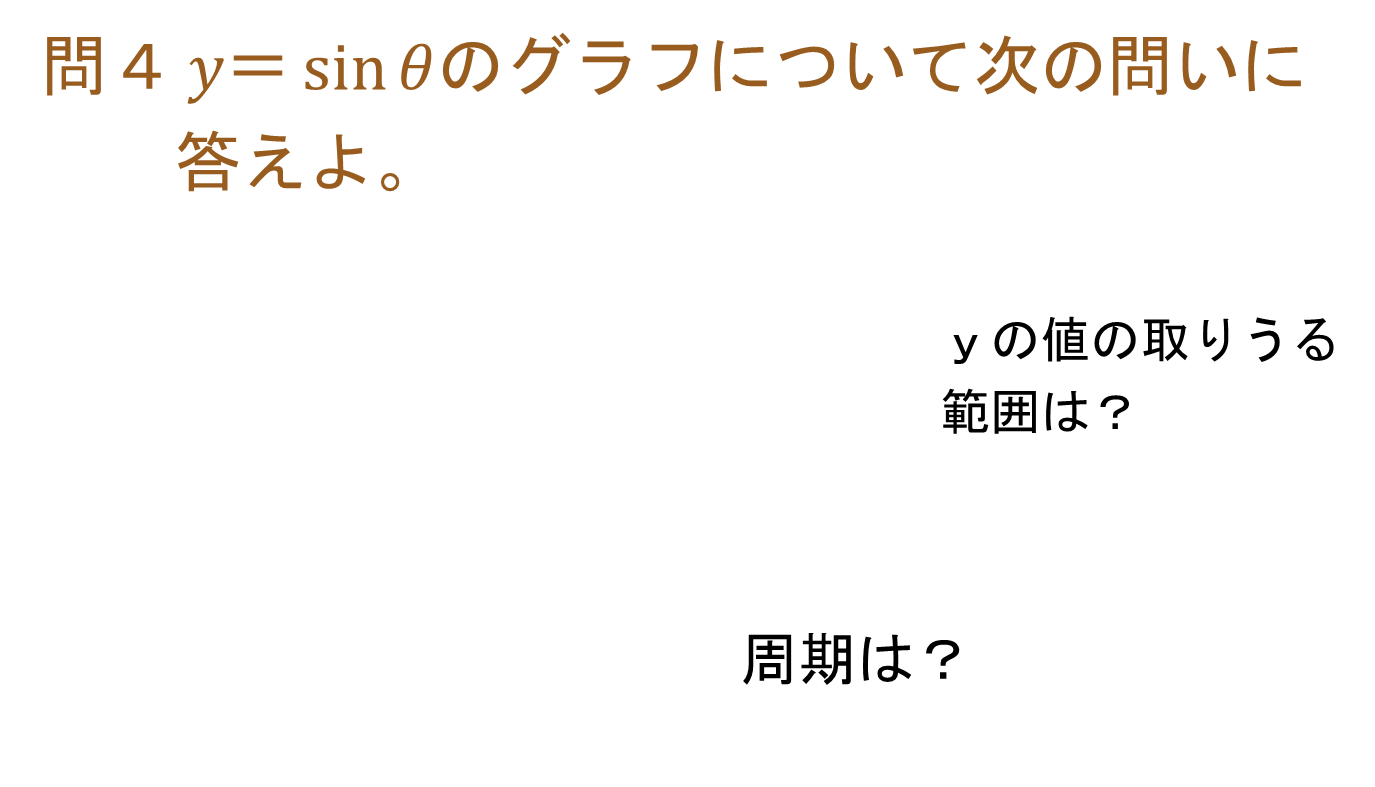 問４ y＝ sin θのグラフについて次の問いに
答えよ。
ｙの値の取りうる
範囲は？
周期は？